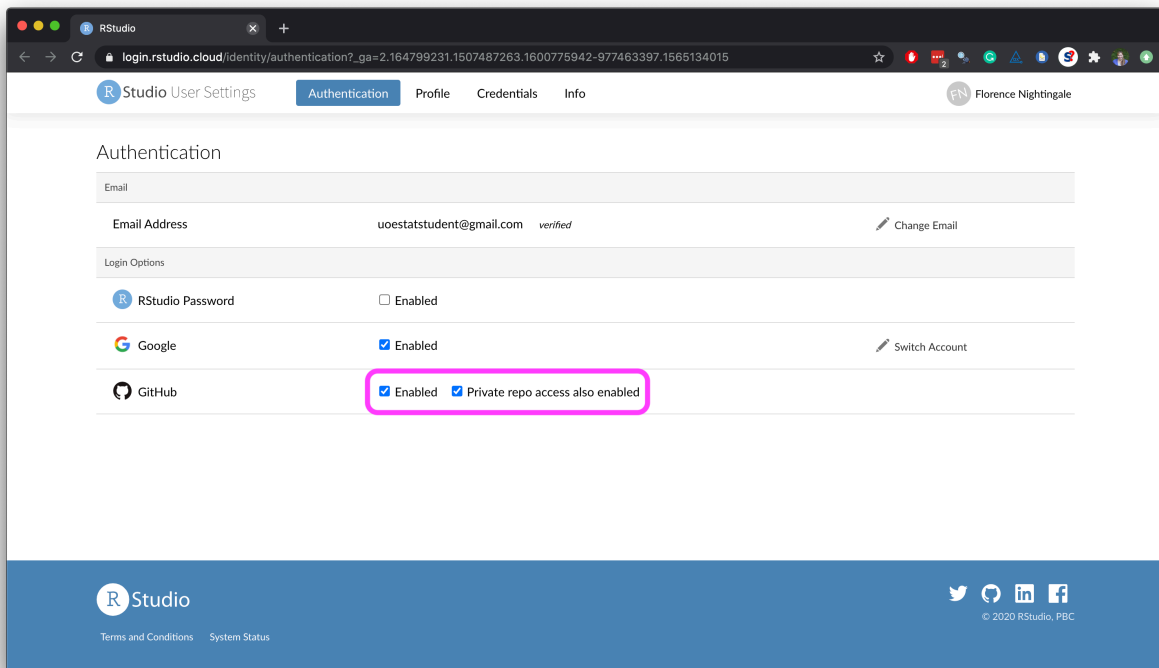 RStudio
login.rstudio.cloud/identity/authentication?_ga=2.164799231.1507487263.1600775942-977463397.1565134015
2
R Studio User Settings Authentication Profile Credentials Info FN Florence Nightingale
Authentication
Email
Email Address uoestatstudent@gmail.com verified Change Email
Login Options
R RStudio Password Enabled
Google Enabled Switch Account
GitHub Enabled Private repo access also enabled
R Studio
© 2020 RStudio, PBC
Terms and Conditions System Status